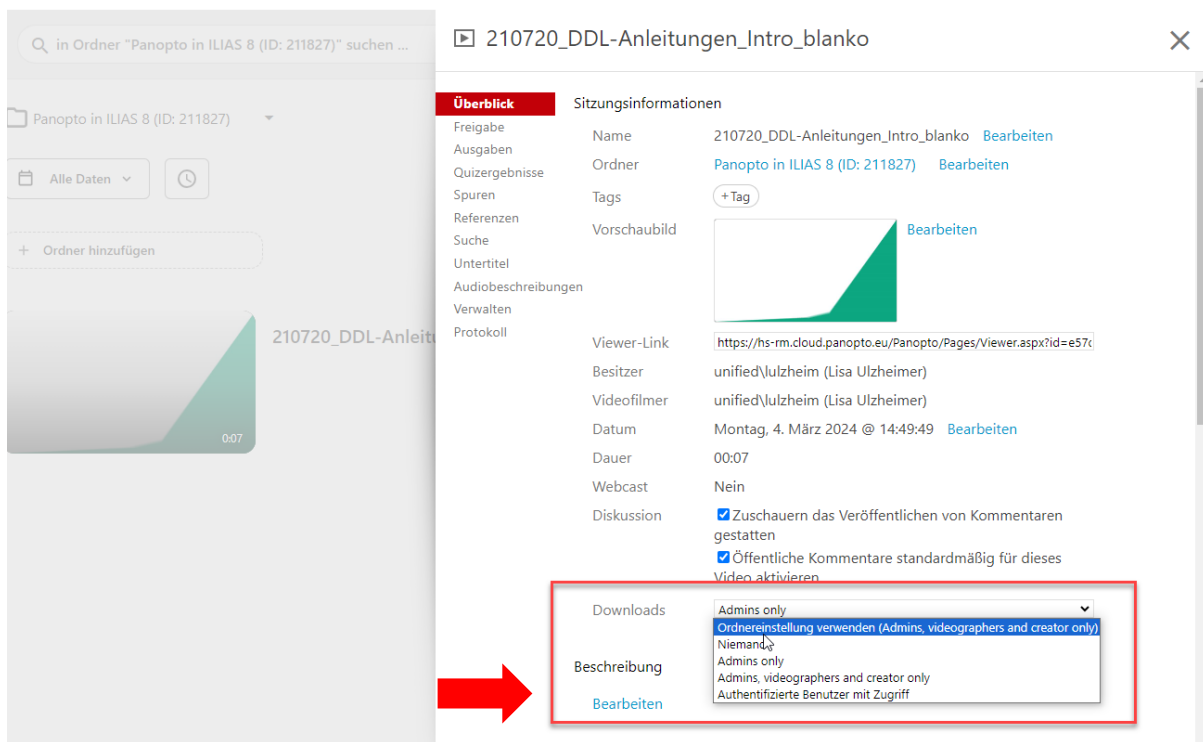 in Ordner "Panopto in ILIAS 8 (ID: 211827)" suchen ...
Panopto in ILIAS 8 (ID: 211827)
Alle Daten
+ Ordner hinzufügen
0:07
210720_DDL-Anleitu
210720_DDL-Anleitungen_Intro_blanko
Überblick
Freigabe
Ausgaben
Quizergebnisse
Spuren
Referenzen
Suche
Untertitel
Audiobeschreibungen
Verwalten
Protokoll
Sitzungsinformationen
Name 210720_DDL-Anleitungen_Intro_blanko Bearbeiten
Ordner Panopto in ILIAS 8 (ID: 211827) Bearbeiten
Tags +Tag
Vorschaubild Bearbeiten
Viewer-Link https://hs-rm.cloud.panopto.eu/Panopto/Pages/Viewer.aspx?id=e57c
Besitzer unified\lulzheim (Lisa Ulzheimer)
Videofilmer unified\lulzheim (Lisa Ulzheimer)
Datum Montag, 4. März 2024 @ 14:49:49 Bearbeiten
Dauer 00:07
Webcast Nein
Diskussion Zuschauern das Veröffentlichen von Kommentaren
gestatten
Öffentliche Kommentare standardmäßig für dieses
Video aktivieren
Downloads Admins only
Ordnereinstellung verwenden (Admins, videographers and creator only)
Niemand
Admins only
Admins, videographers and creator only
Authentifizierte Benutzer mit Zugriff
Beschreibung
Bearbeiten